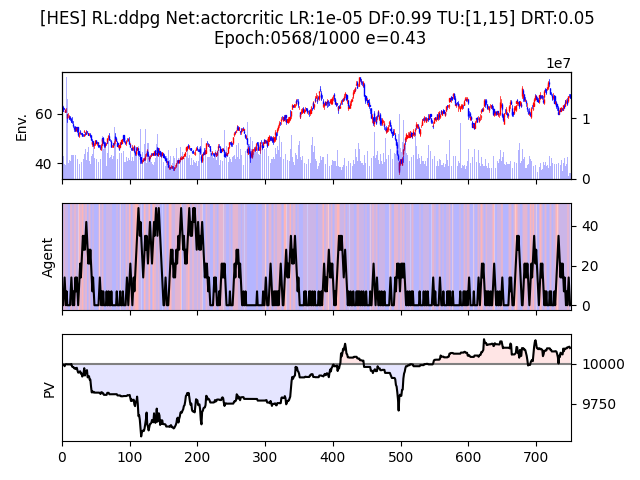 [HES] RL:ddpg Net:actorcritic LR:1e-05 DF:0.99 TU:[1,15] DRT:0.05
Epoch:0568/1000 e=0.43
1e7
Env.
60
40
1
0
Agent
40
20
0
PV
10000
9750
0 100 200 300 400 500 600 700